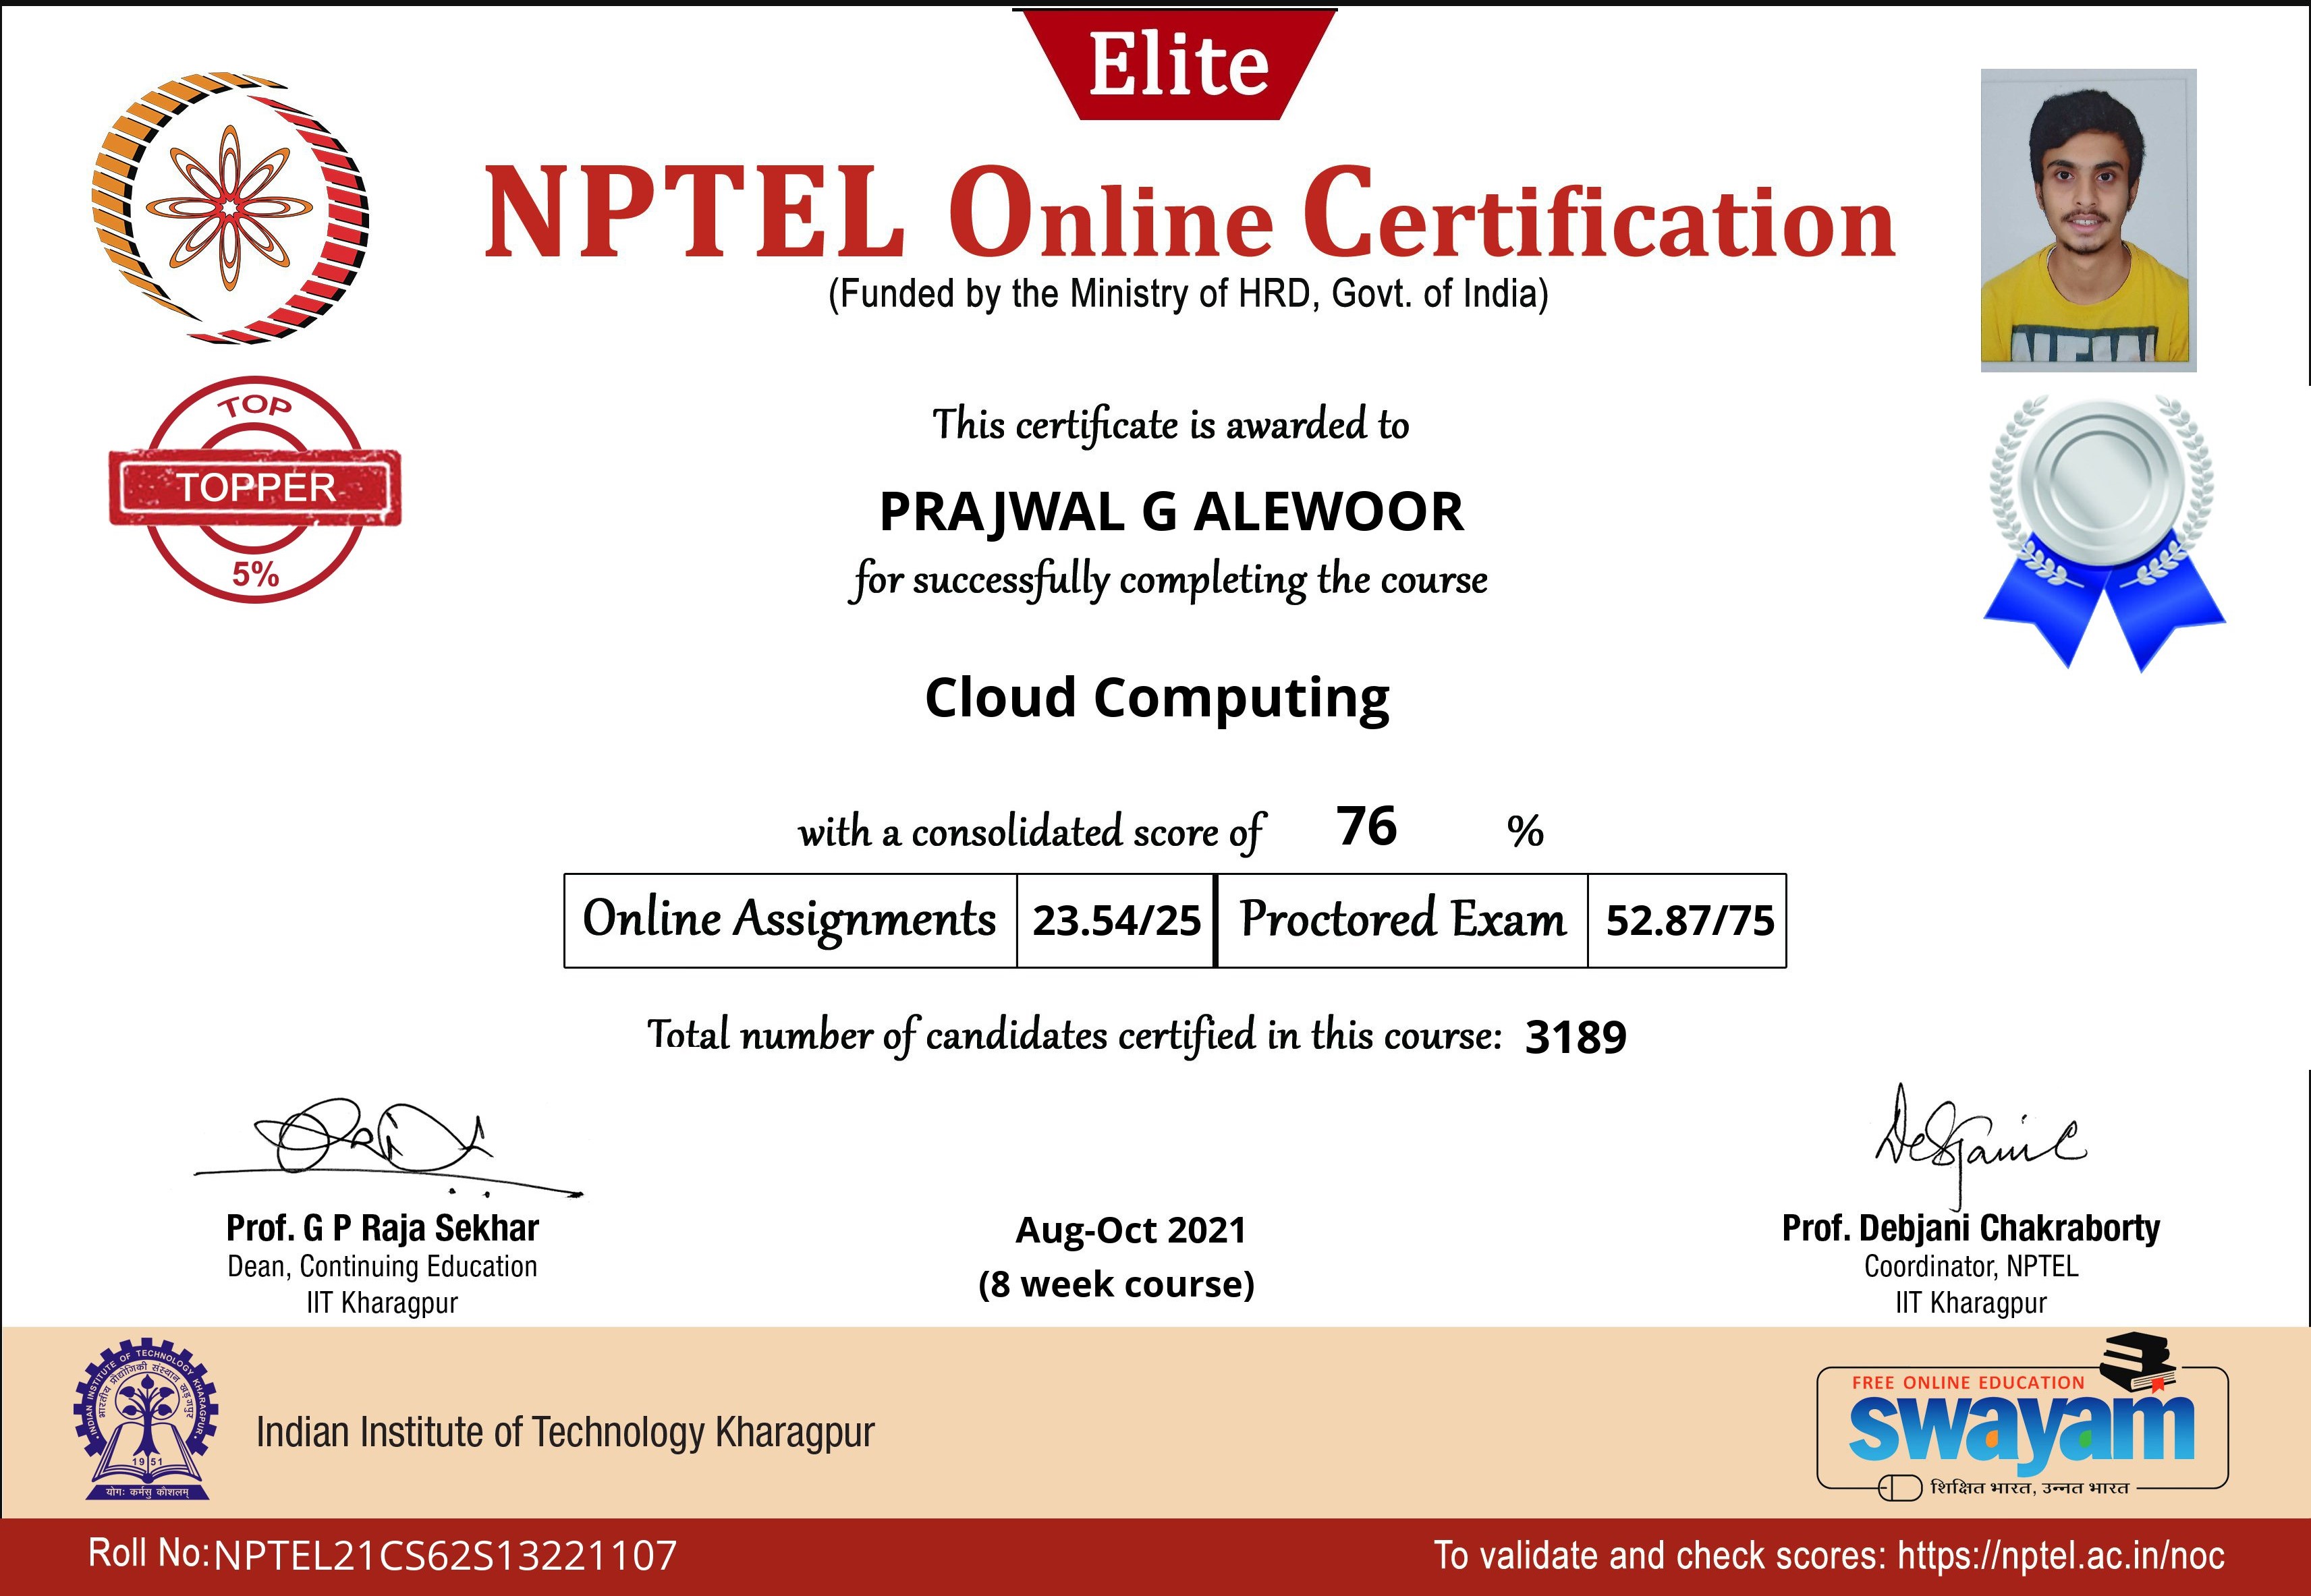 Elite
NPTEL Online Certification
(Funded by the Ministry of HRD, Govt. of India)
TOP
TOPPER
5%
This certificate is awarded to
PRAJWAL G ALEWOOR
for successfully completing the course
Cloud Computing
with a consolidated score of 76 %
Online Assignments 23.54/25 Proctored Exam 52.87/75
Total number of candidates certified in this course: 3189
Prof. G P Raja Sekhar
Dean, Continuing Education
IIT Kharagpur
Aug-Oct 2021
(8 week course)
Prof. Debjani Chakraborty
Coordinator, NPTEL
IIT Kharagpur
INDIAN INSTITUTE OF TECHNOLOGY KHARAGPUR
भारतीय प्रौद्योगिकी संस्थान खड़गपुर
1951
योगः कर्मसु कौशलम्
Indian Institute of Technology Kharagpur
FREE ONLINE EDUCATION
swayam
शिक्षित भारत, उन्नत भारत
Roll No:NPTEL21CS62S13221107
To validate and check scores: https://nptel.ac.in/noc